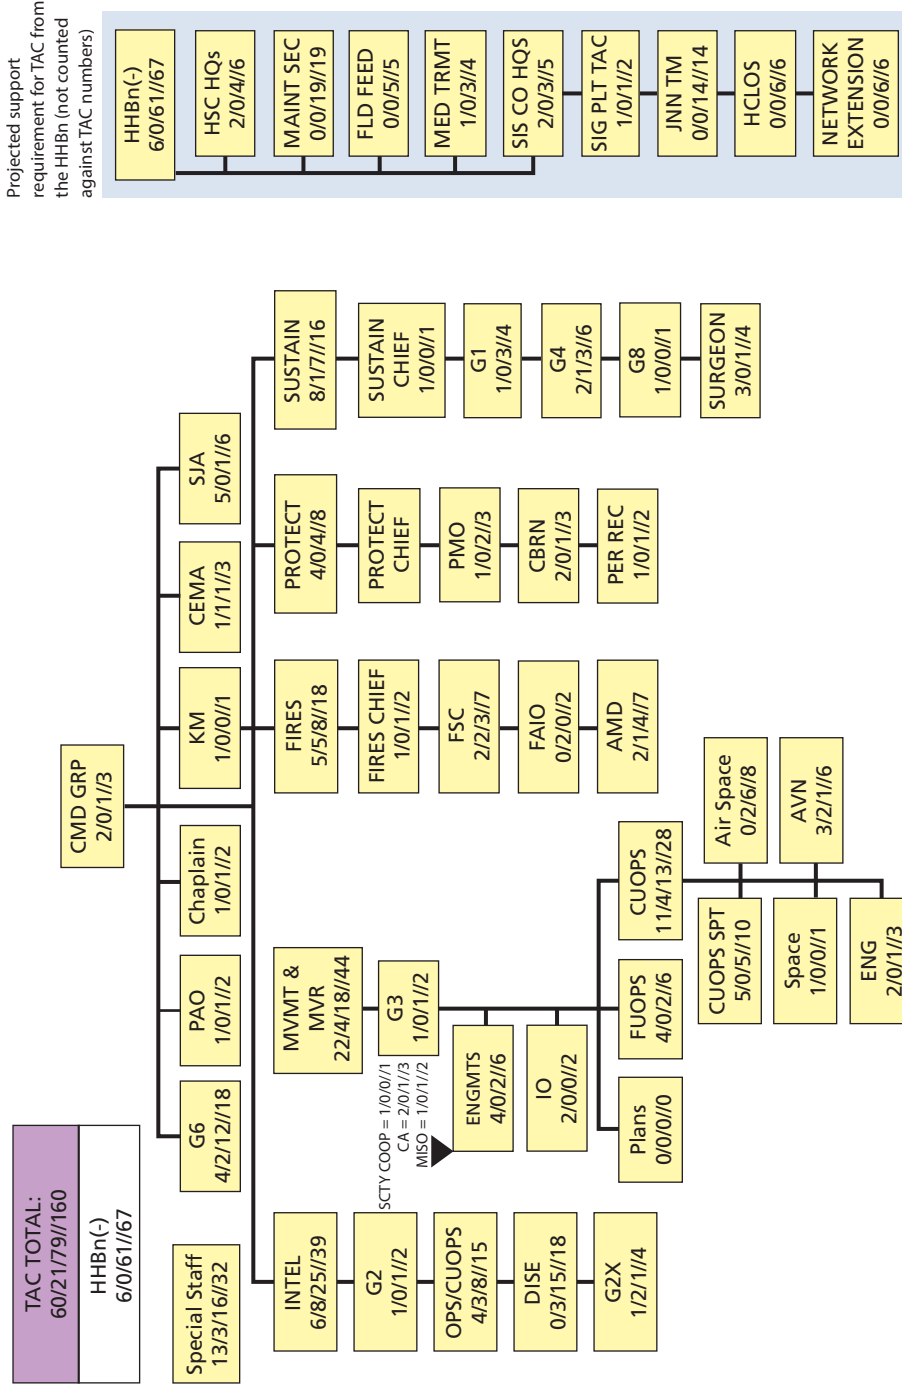 TAC TOTAL:
60/21/79//160
HHBn(-)
6/0/61//67
Projected support
requirement for TAC from
the HHBn (not counted
against TAC numbers)
CMD GRP
2/0/1//3
Special Staff
13/3/16//32
G6
4/2/12//18
PAO
1/0/1//2
Chaplain
1/0/1//2
KM
1/0/0//1
CEMA
1/1/1//3
SJA
5/0/1//6
INTEL
6/8/25//39
G2
1/0/1//2
OPS/CUOPS
4/3/8//15
DISE
0/3/15//18
G2X
1/2/1//4
MVMT &
MVR
22/4/18//44
G3
1/0/1//2
SCTY COOP = 1/0/0//1
CA = 2/0/1//3
MISO = 1/0/1//2
ENGMTS
4/0/2//6
IO
2/0/0//2
Plans
0/0/0//0
FUOPS
4/0/2//6
CUOPS
11/4/13//28
CUOPS SPT
5/0/5//10
Air Space
0/2/6//8
Space
1/0/0//1
AVN
3/2/1//6
ENG
2/0/1//3
FIRES
5/5/8//18
FIRES CHIEF
1/0/1//2
FSC
2/2/3//7
FAIO
0/2/0//2
AMD
2/1/4//7
PROTECT
4/0/4//8
PROTECT
CHIEF
PMO
1/0/2//3
CBRN
2/0/1//3
PER REC
1/0/1//2
SUSTAIN
8/1/7//16
SUSTAIN
CHIEF
1/0/0//1
G1
1/0/3//4
G4
2/1/3//6
G8
1/0/0//1
SURGEON
3/0/1//4
HHBn(-)
6/0/61//67
HSC HQs
2/0/4//6
MAINT SEC
0/0/19//19
FLD FEED
0/0/5//5
MED TRMT
1/0/3//4
SIS CO HQS
2/0/3//5
SIG PLT TAC
1/0/1//2
JNN TM
0/0/14//14
HCLOS
0/0/6//6
NETWORK
EXTENSION
0/0/6//6